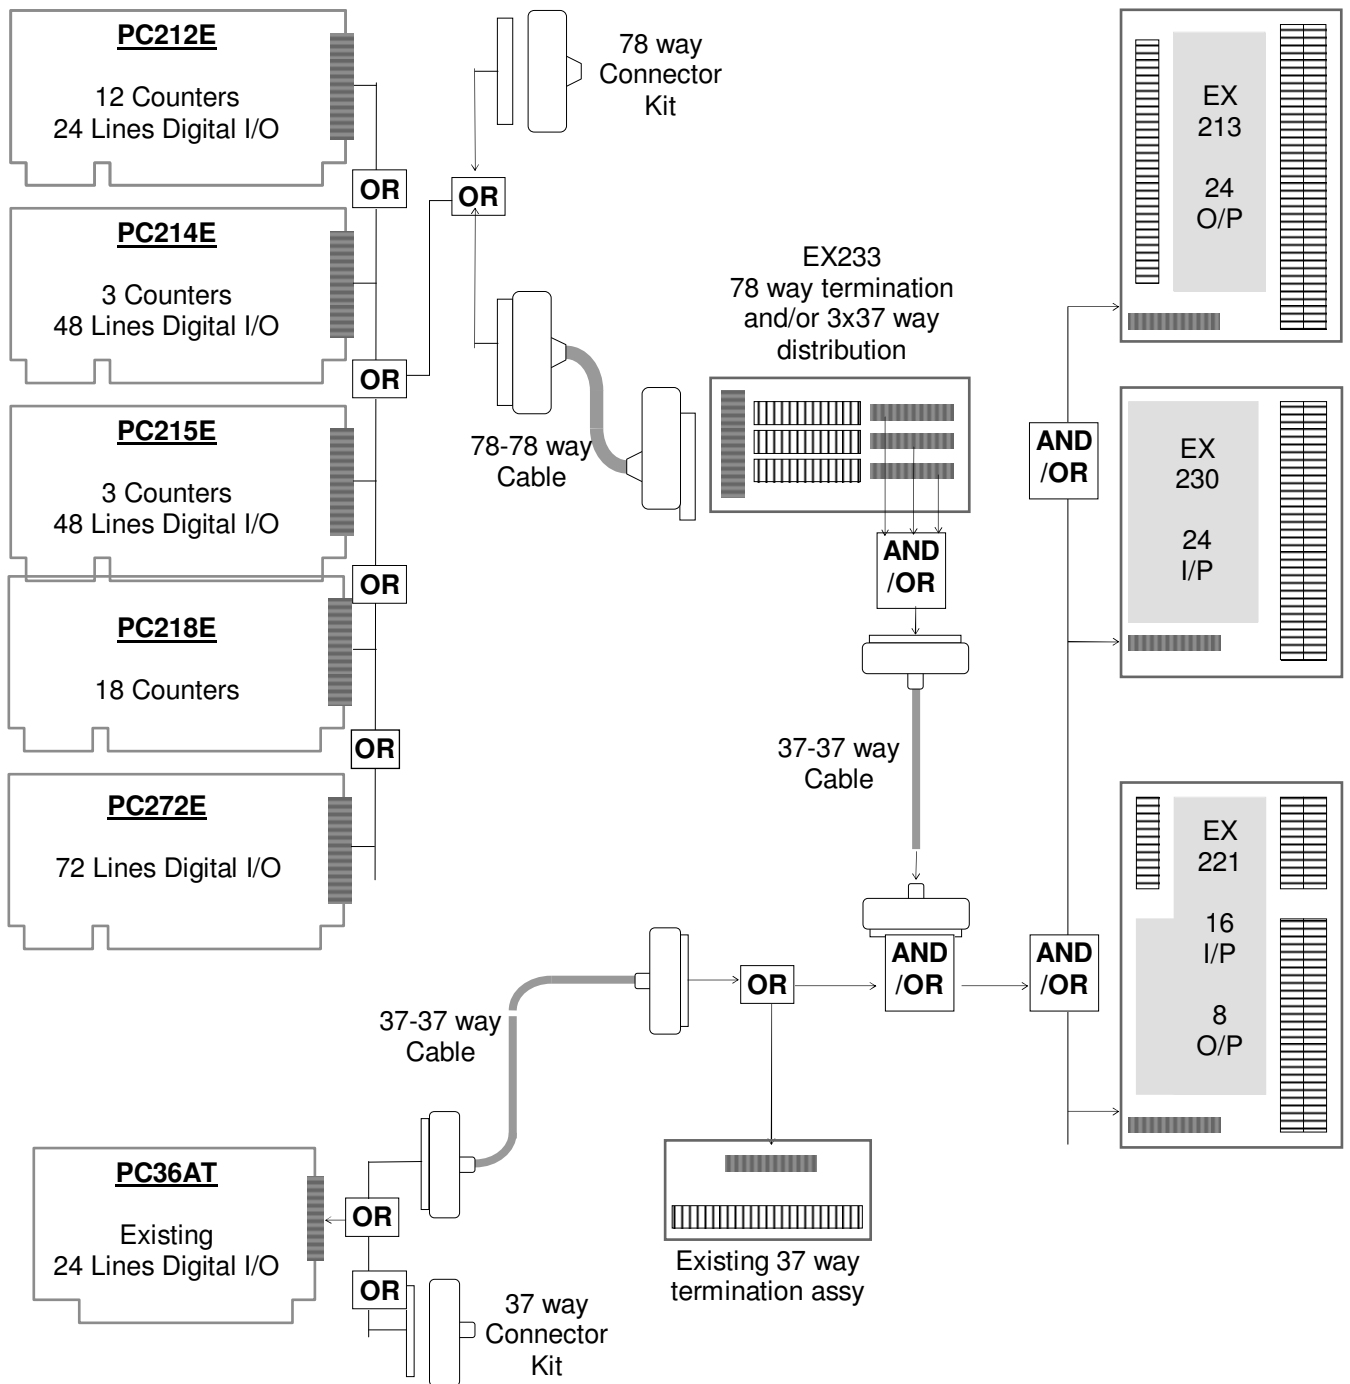 PC212E
12 Counters
24 Lines Digital I/O
OR
PC214E
3 Counters
48 Lines Digital I/O
OR
PC215E
3 Counters
48 Lines Digital I/O
OR
PC218E
18 Counters
OR
PC272E
72 Lines Digital I/O
78 way
Connector
Kit
OR
78-78 way
Cable
EX233
78 way termination
and/or 3x37 way
distribution
AND
/OR
37-37 way
Cable
AND
/OR
AND
/OR
AND
/OR
EX
213
24
O/P
EX
230
24
I/P
EX
221
16
I/P
8
O/P
OR
37-37 way
Cable
PC36AT
Existing
24 Lines Digital I/O
OR
OR
37 way
Connector
Kit
Existing 37 way
termination assy